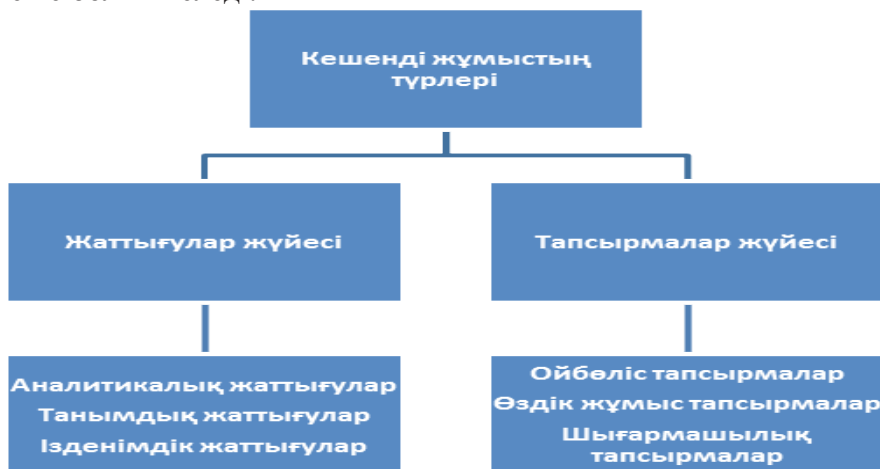 Кешенді жұмыстың
түрлері
Жаттығулар жүйесі
Тапсырмалар жүйесі
Аналитикалық жаттығулар
Танымдық жаттығулар
Ізденімдік жаттығулар
Ойбөліс тапсырмалар
Өздік жұмыс тапсырмалар
Шығармашылық
тапсырмалар